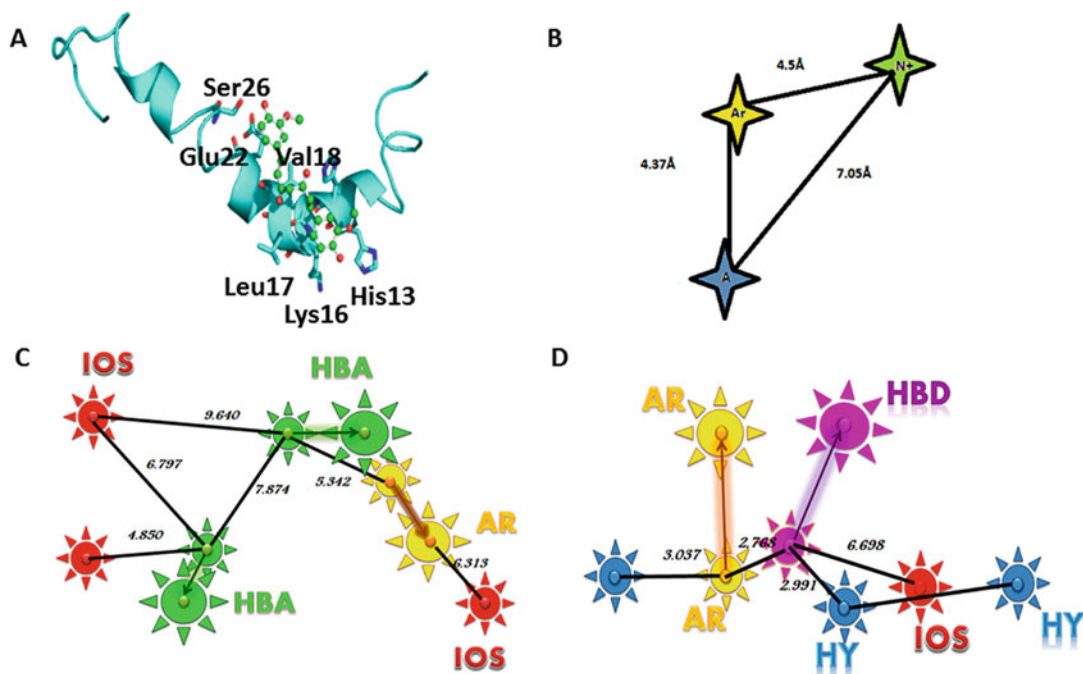 A
Ser26
Glu22
Val18
Leu17
Lys16
His13
B
4.5Å
N+
Ar
4.37Å
7.05Å
A
C
IOS
HBA
9.640
6.797
7.874
5.342
4.850
AR
6.313
HBA
IOS
D
HBD
AR
3.037
2.768
6.698
2.991
AR
IOS
HY
HY